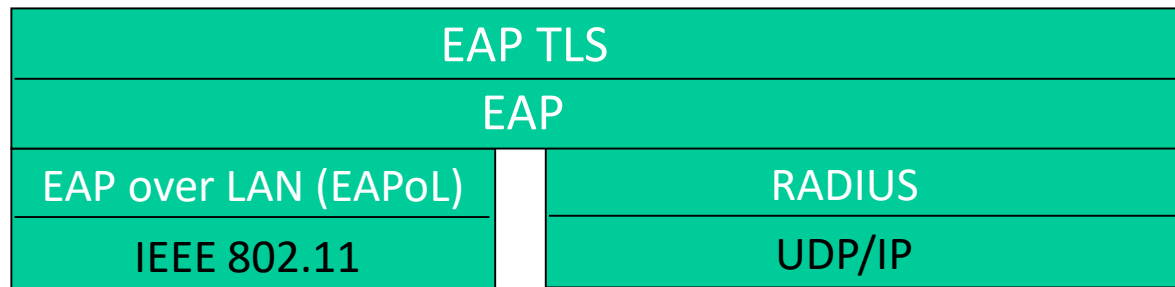 EAP TLS
EAP
EAP over LAN (EAPoL)
RADIUS
IEEE 802.11
UDP/IP